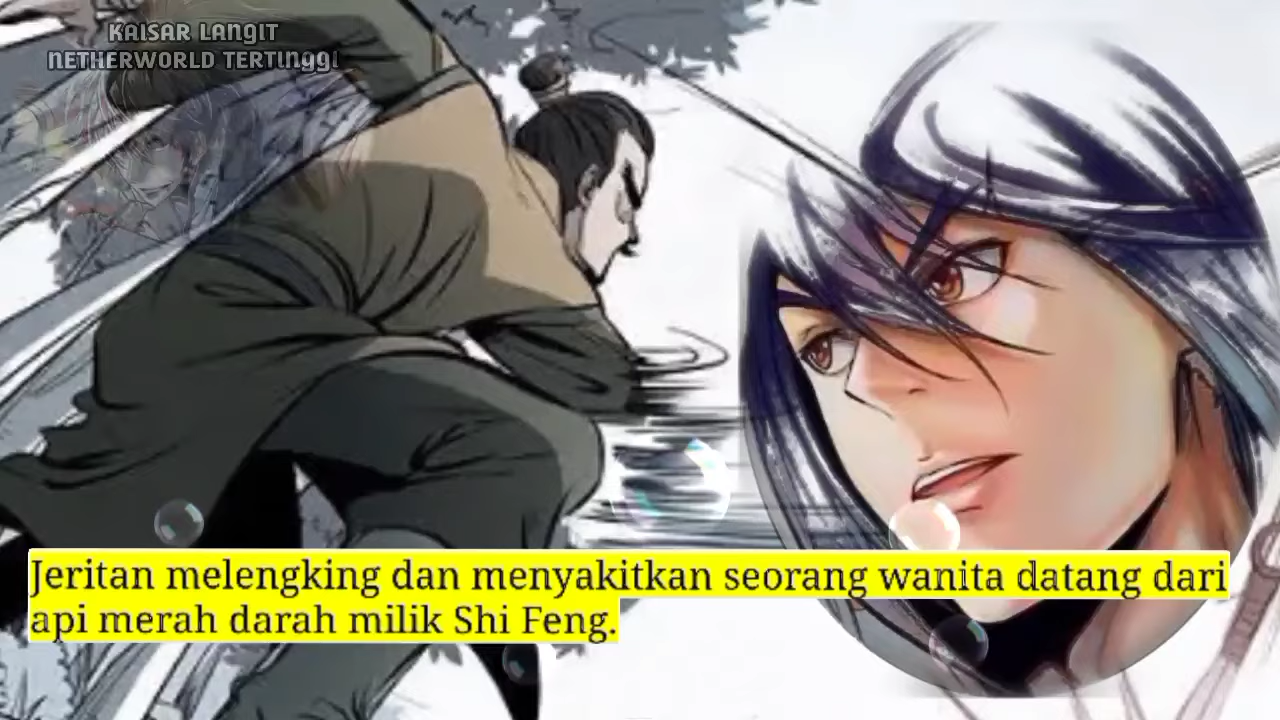 KAISAR LANGIT
NETHERWORLD TERTINGGI
Jeritan melengking dan menyakitkan seorang wanita datang dari
api merah darah milik Shi Feng.